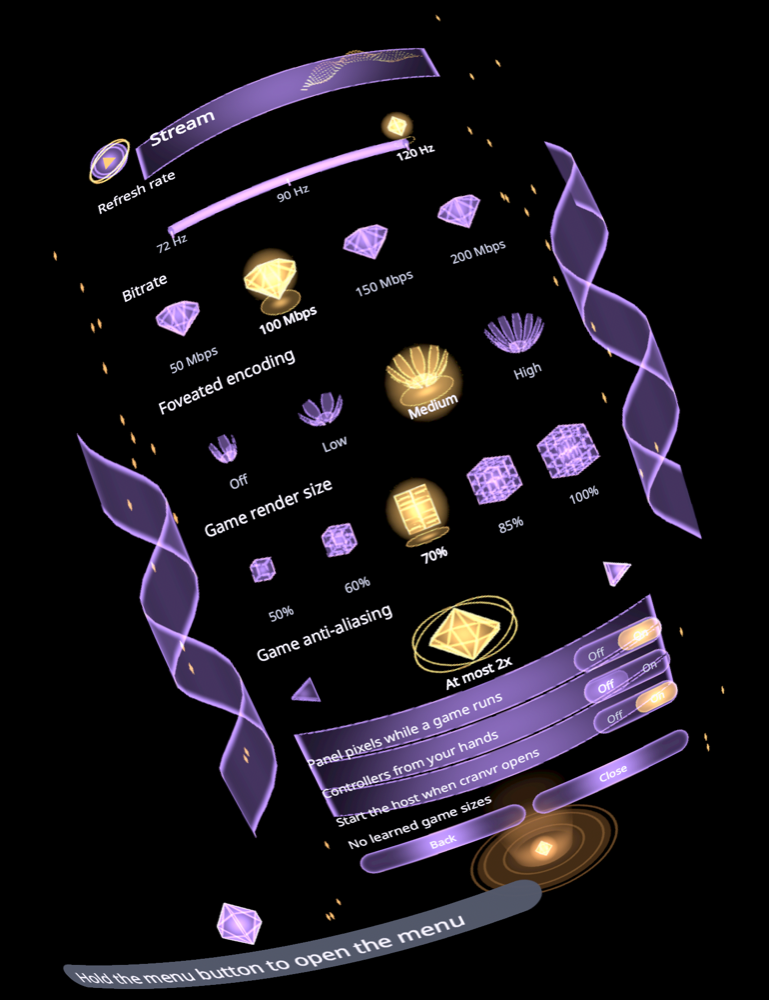 Stream
Refresh rate
72 Hz
90 Hz
120 Hz
Bitrate
50 Mbps
100 Mbps
150 Mbps
200 Mbps
Foveated encoding
Off
Low
Medium
High
Game render size
50%
60%
70%
85%
100%
Game anti-aliasing
At most 2x
Panel pixels while a game runs
Off On
Controllers from your hands
Off On
Start the host when cranvr opens
Off On
No learned game sizes
Back
Close
Hold the menu button to open the menu